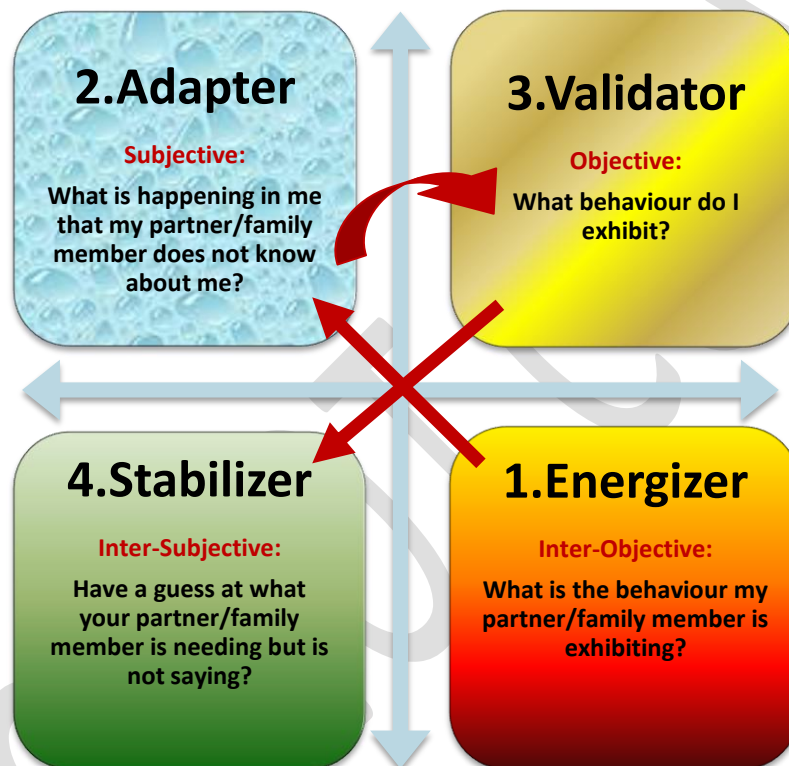 2.Adapter
Subjective:
What is happening in me
that my partner/family
member does not know
about me?
3.Validator
Objective:
What behaviour do I
exhibit?
4.Stabilizer
Inter-Subjective:
Have a guess at what
your partner/family
member is needing but is
not saying?
1.Energizer
Inter-Objective:
What is the behaviour my
partner/family member is
exhibiting?